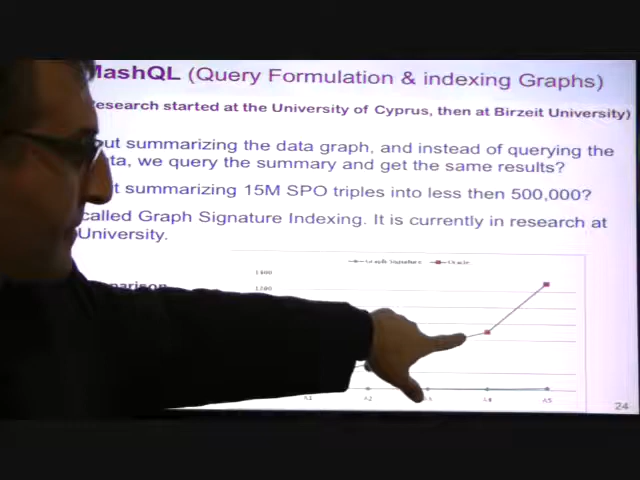 MashQL (Query Formulation & indexing Graphs)
esearch started at the University of Cyprus, then at Birzeit University)
ut summarizing the data graph, and instead of querying the
ta, we query the summary and get the same results?
t summarizing 15M SPO triples into less then 500,000?
called Graph Signature Indexing. It is currently in research at
University.
Graph Signature Oracle
parison
1400
1200
A1 A2 A4 A5
24